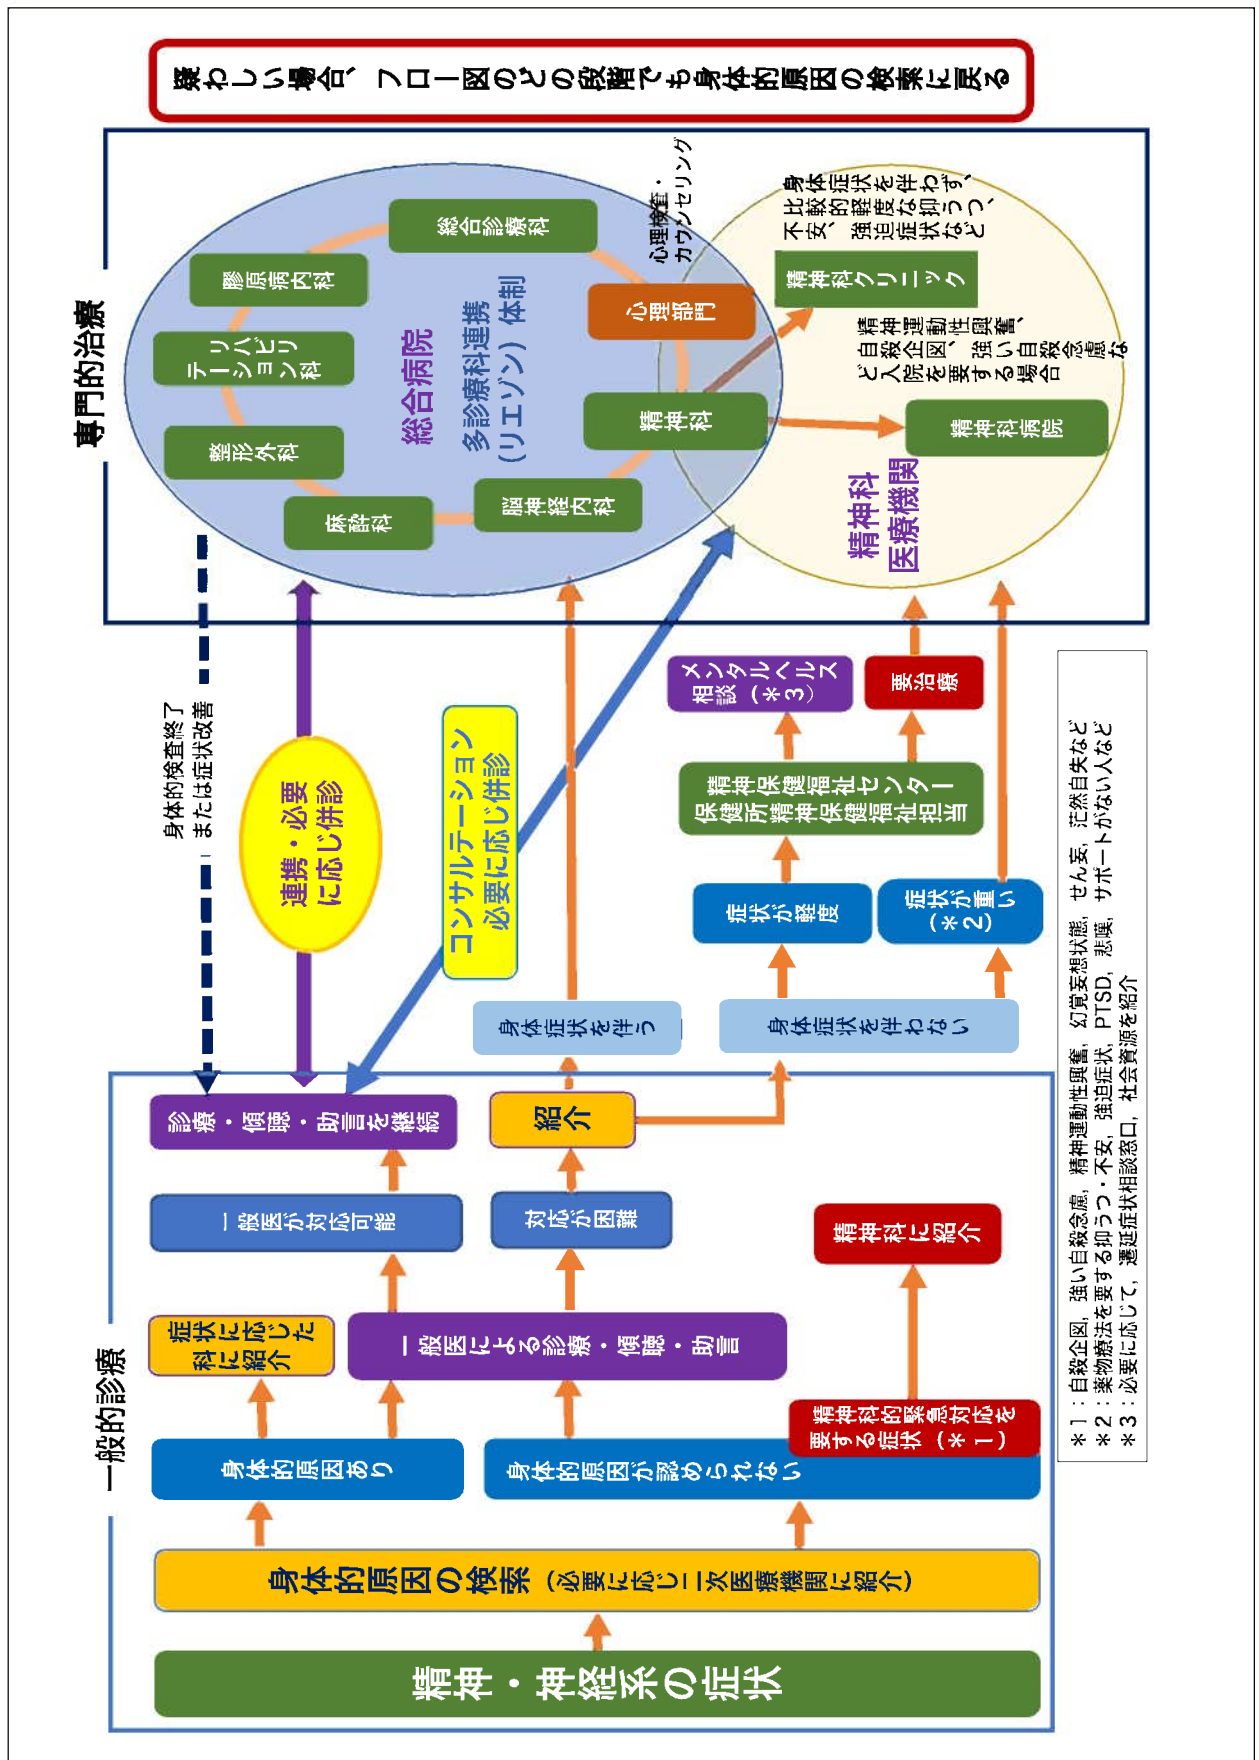 一般的診療
精神・神経系の症状
身体的原因の検索（必要に応じ二次医療機関に紹介）
身体的原因あり
身体的原因が認められない
精神科的緊急対応を
要する症状（＊１）
症状に応じた
科に紹介
一般医による診療・傾聴・助言
精神科に紹介
一般医が対応可能
対応が困難
診療・傾聴・助言を継続
紹介
身体症状を伴う
身体症状を伴わない
症状が軽度
症状が重い
（＊２）
精神保健福祉センター
保健所精神保健福祉担当
メンタルヘルス
相談（＊３）
要治療
身体的検査終了
または症状改善
連携・必要
に応じ併診
コンサルテーション
必要に応じ併診
専門的治療
総合病院
多診療科連携
（リエゾン）体制
麻酔科
整形外科
リハビリ
テーション科
膠原病内科
総合診療科
脳神経内科
精神科
心理部門
心理検査・
カウンセリング
精神科
医療機関
精神科病院
精神運動性興奮、
自殺企図、強い自殺念慮な
ど入院を要する場合
精神科クリニック
身体症状を伴わず、
比較的軽度な抑うつ、
不安、強迫症状など
疑わしい場合、フロー図のどの段階でも身体的原因の検索に戻る
＊１：自殺企図，強い自殺念慮，精神運動性興奮，幻覚妄想状態，せん妄，茫然自失など
＊２：薬物療法を要する抑うつ・不安，強迫症状，PTSD，悲嘆，サポートがない人など
＊３：必要に応じて，遷延症状相談窓口，社会資源を紹介